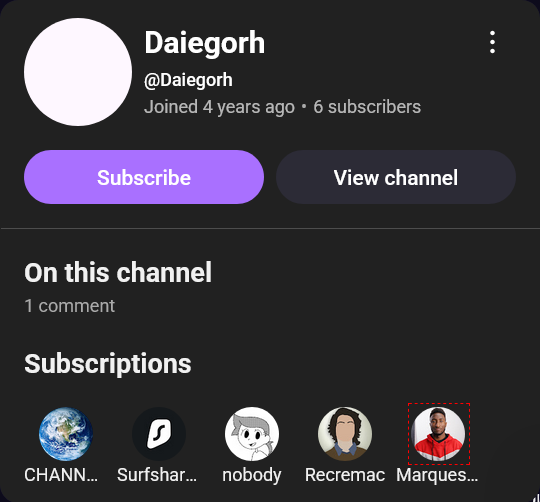 Daiegorh
@Daiegorh
Joined 4 years ago • 6 subscribers
Subscribe
View channel
On this channel
1 comment
Subscriptions
CHANN...
Surfshar...
nobody
Recremac
Marques...